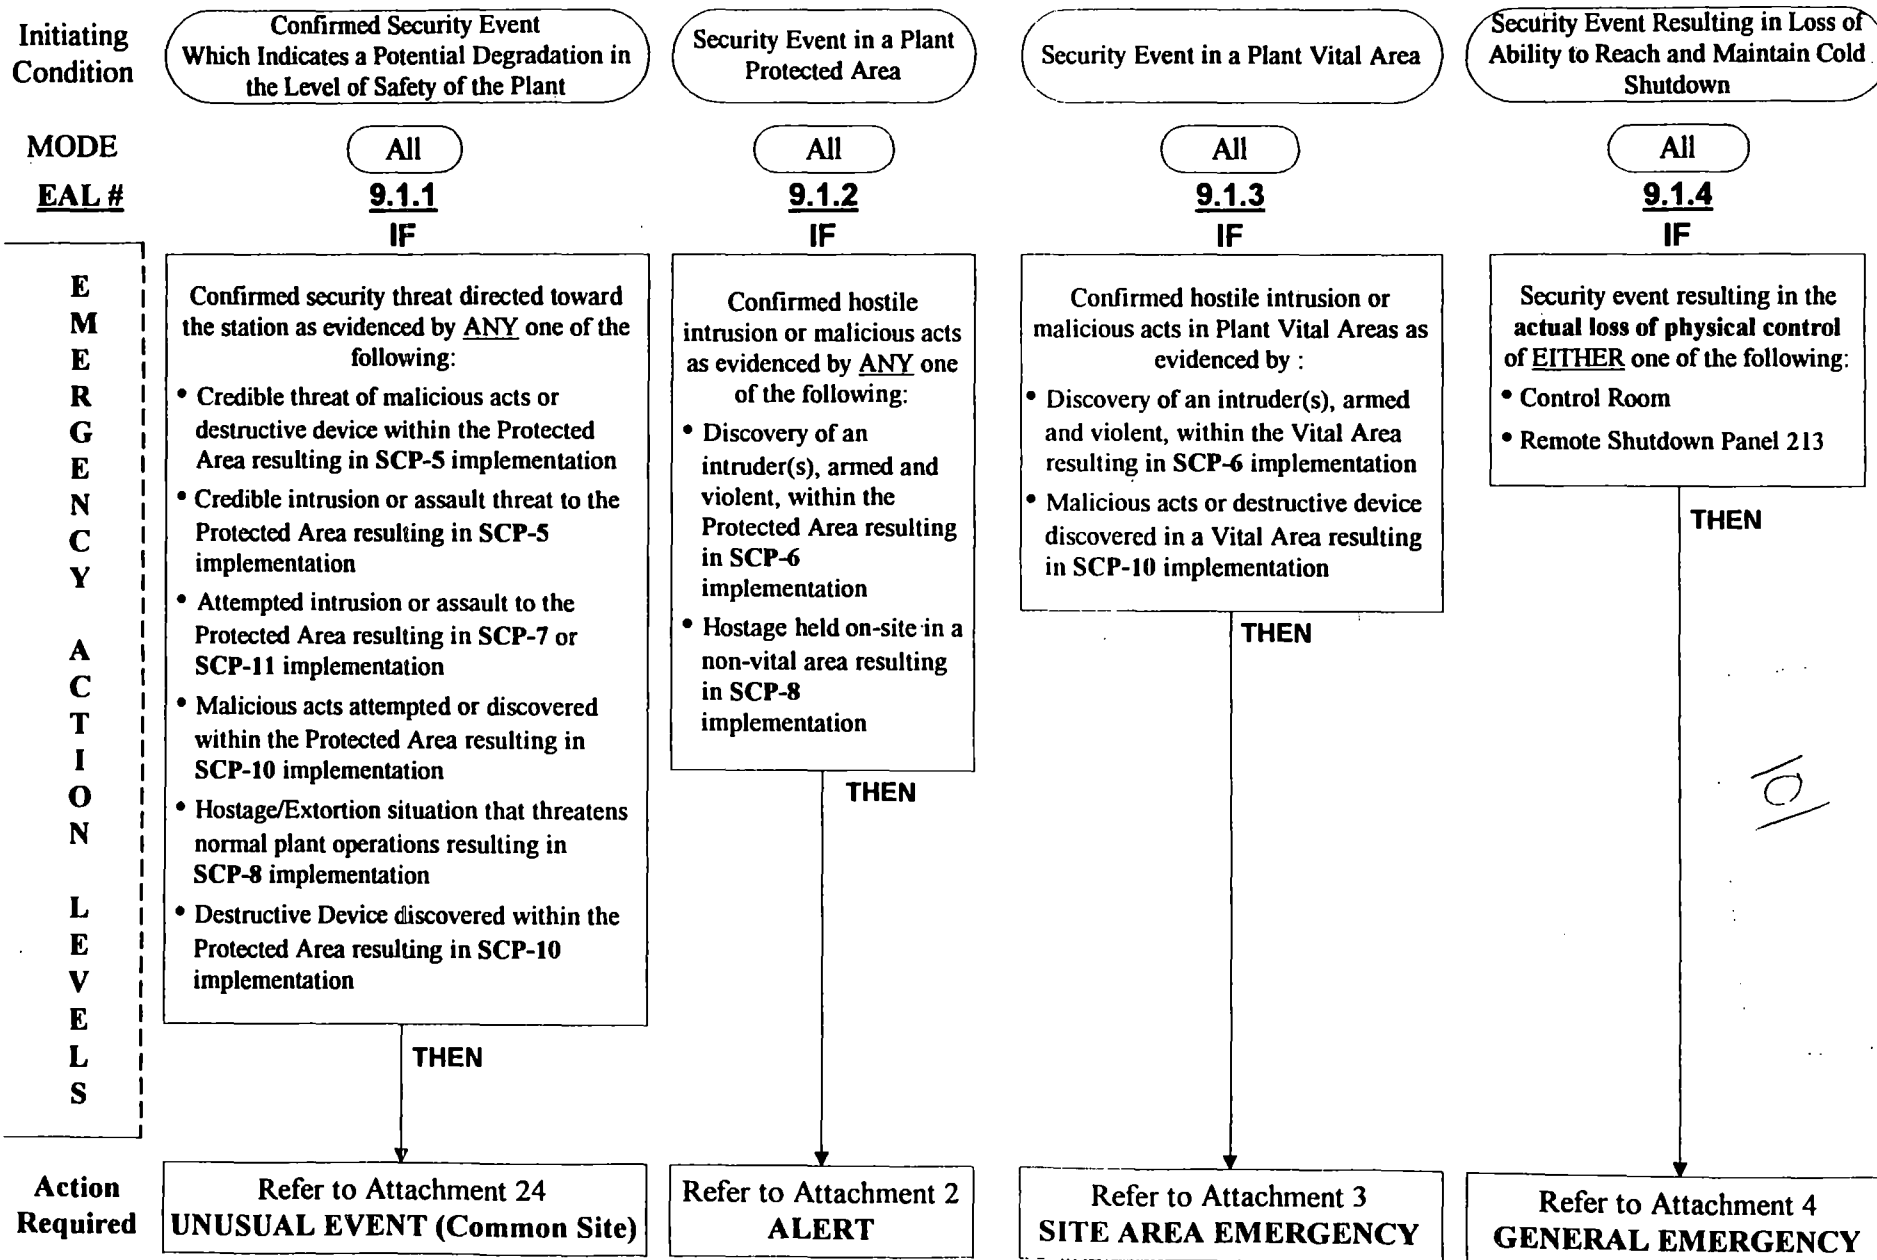 Initiating
Condition
Confirmed Security Event
Which Indicates a Potential Degradation in
the Level of Safety of the Plant
Security Event in a Plant
Protected Area
Security Event in a Plant Vital Area
Security Event Resulting in Loss of
Ability to Reach and Maintain Cold
Shutdown
MODE
All
All
All
All
EAL #
9.1.1
9.1.2
9.1.3
9.1.4
IF
IF
IF
IF
EMERGENCY ACTION LEVELS
Confirmed security threat directed toward
the station as evidenced by ANY one of the
following:
• Credible threat of malicious acts or
destructive device within the Protected
Area resulting in SCP-5 implementation
• Credible intrusion or assault threat to the
Protected Area resulting in SCP-5
implementation
• Attempted intrusion or assault to the
Protected Area resulting in SCP-7 or
SCP-11 implementation
• Malicious acts attempted or discovered
within the Protected Area resulting in
SCP-10 implementation
• Hostage/Extortion situation that threatens
normal plant operations resulting in
SCP-8 implementation
• Destructive Device discovered within the
Protected Area resulting in SCP-10
implementation
THEN
Confirmed hostile
intrusion or malicious acts
as evidenced by ANY one
of the following:
• Discovery of an
intruder(s), armed and
violent, within the
Protected Area resulting
in SCP-6
implementation
• Hostage held on-site in a
non-vital area resulting
in SCP-8
implementation
THEN
Confirmed hostile intrusion or
malicious acts in Plant Vital Areas as
evidenced by :
• Discovery of an intruder(s), armed
and violent, within the Vital Area
resulting in SCP-6 implementation
• Malicious acts or destructive device
discovered in a Vital Area resulting
in SCP-10 implementation
THEN
Security event resulting in the
actual loss of physical control
of EITHER one of the following:
• Control Room
• Remote Shutdown Panel 213
THEN
Action
Required
Refer to Attachment 24
UNUSUAL EVENT (Common Site)
Refer to Attachment 2
ALERT
Refer to Attachment 3
SITE AREA EMERGENCY
Refer to Attachment 4
GENERAL EMERGENCY